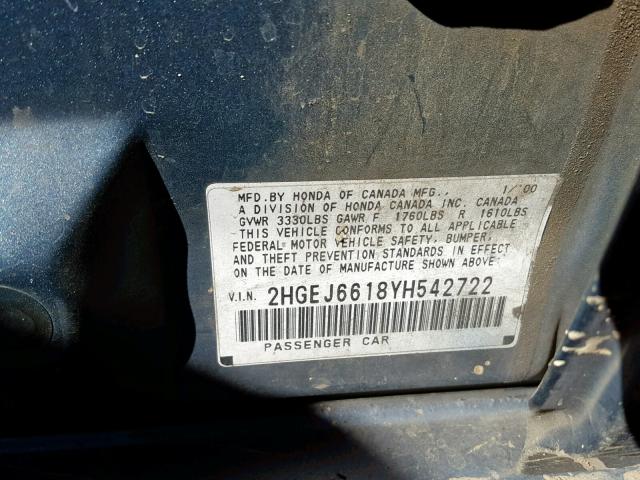 MFD.BY HONDA OF CANADA MFG., 1/'00
A DIVISION OF HONDA CANADA INC. CANADA
GVWR 3330LBS GAWR F 1760LBS R 1610LBS
THIS VEHICLE CONFORMS TO ALL APPLICABLE
FEDERAL MOTOR VEHICLE SAFETY, BUMPER,
AND THEFT PREVENTION STANDARDS IN EFFECT
ON THE DATE OF MANUFACTURE SHOWN ABOVE.
V.I.N. 2HGEJ6618YH542722
PASSENGER CAR